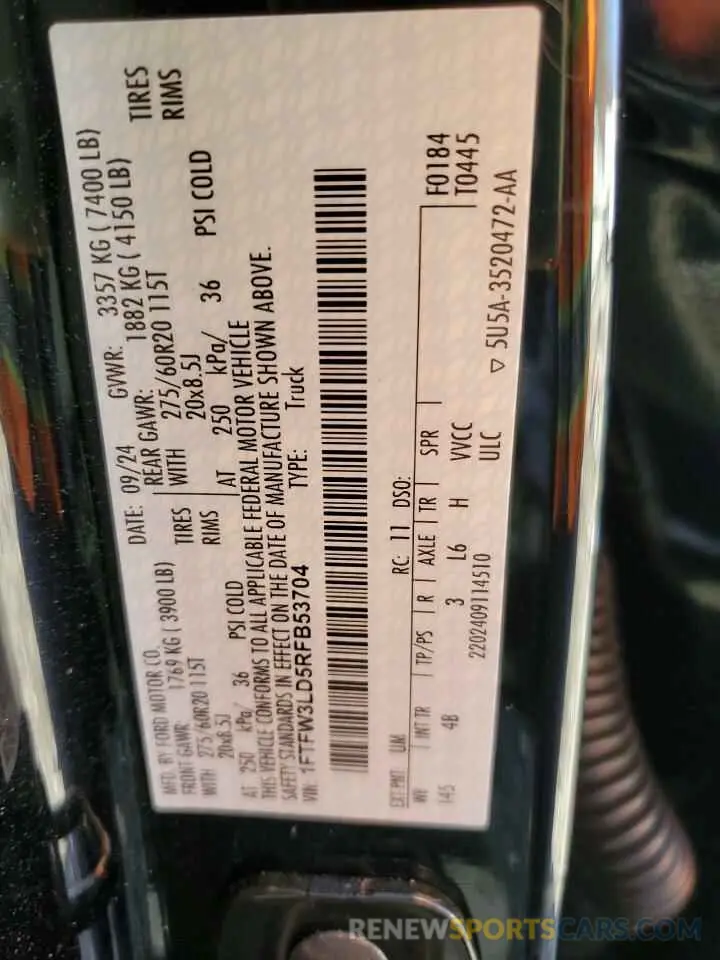 MFD. BY FORD MOTOR CO.
DATE: 09/24 GVWR: 3357 KG ( 7400 LB)
FRONT GAWR: 1769 KG ( 3900 LB)
REAR GAWR: 1882 KG ( 4150 LB)
WITH 275/60R20 115T TIRES
WITH 275/60R20 115T TIRES
20x8.5J RIMS
20x8.5J RIMS
AT 250 kPa/ 36 PSI COLD
AT 250 kPa/ 36 PSI COLD
THIS VEHICLE CONFORMS TO ALL APPLICABLE FEDERAL MOTOR VEHICLE
SAFETY STANDARDS IN EFFECT ON THE DATE OF MANUFACTURE SHOWN ABOVE.
VIN: 1FTFW3LD5RFB53704 TYPE: Truck
EXT PNT: UM RC: 11 DSO: F0184
WB INT TR TP/PS R AXLE TR SPR T0445
145 4B 3 L6 H VVCC
2202409114510 ULC ▽ 5U5A-3520472-AA
RENEWSPORTSCARS.COM